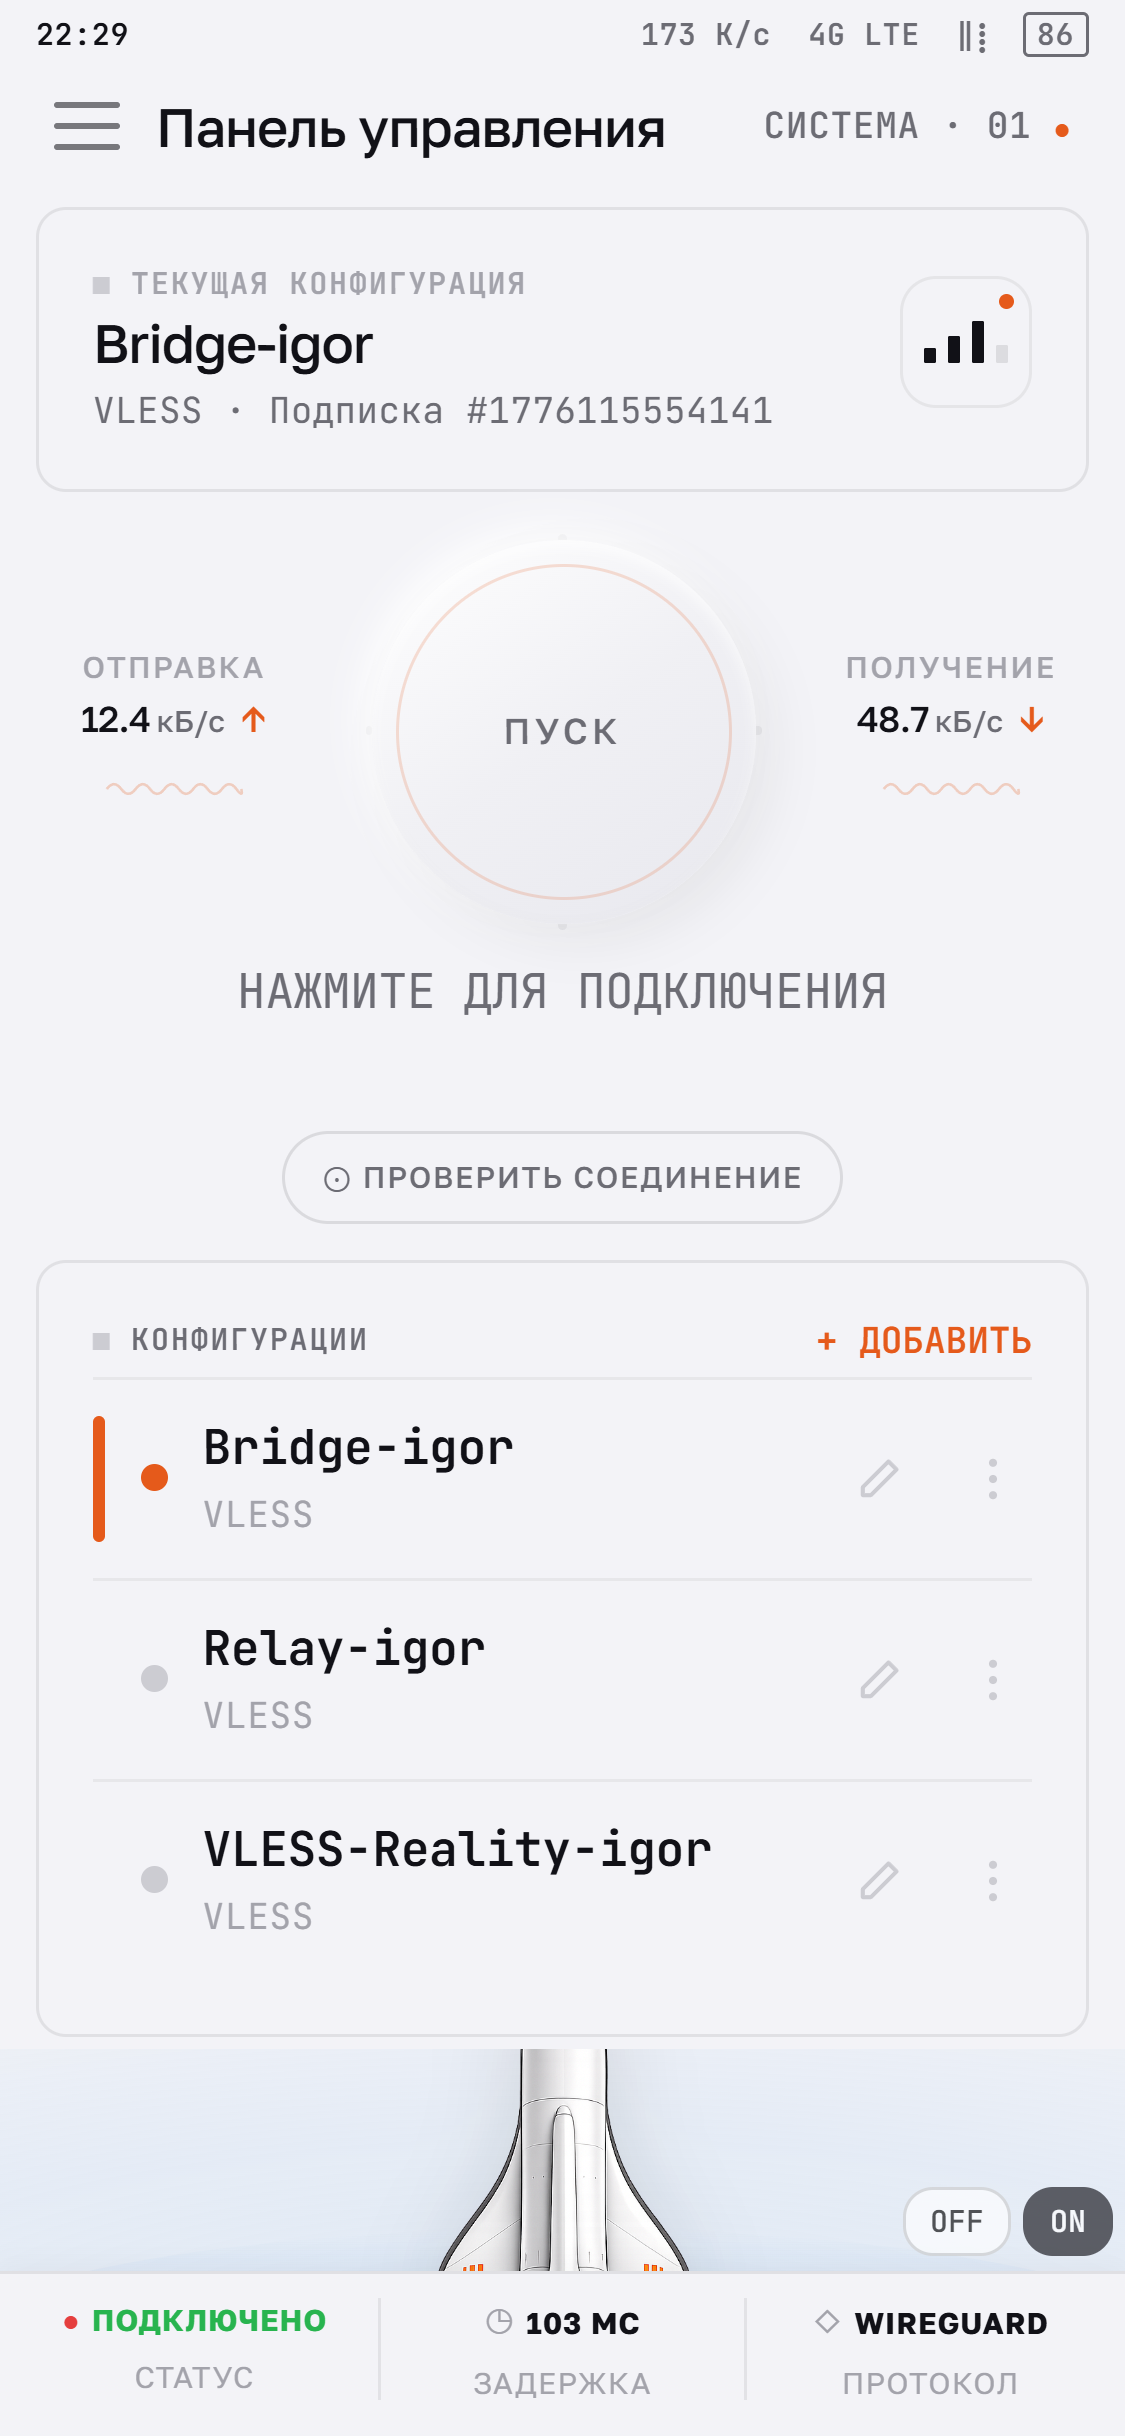 22:29 173 К/с 4G LTE 86
Панель управления СИСТЕМА · 01
ТЕКУЩАЯ КОНФИГУРАЦИЯ
Bridge-igor
VLESS · Подписка #1776115554141
ОТПРАВКА
12.4 кБ/с ↑
ПУСК
ПОЛУЧЕНИЕ
48.7 кБ/с ↓
НАЖМИТЕ ДЛЯ ПОДКЛЮЧЕНИЯ
ПРОВЕРИТЬ СОЕДИНЕНИЕ
КОНФИГУРАЦИИ + ДОБАВИТЬ
Bridge-igor
VLESS
Relay-igor
VLESS
VLESS-Reality-igor
VLESS
OFF ON
ПОДКЛЮЧЕНО 103 МС WIREGUARD
СТАТУС ЗАДЕРЖКА ПРОТОКОЛ